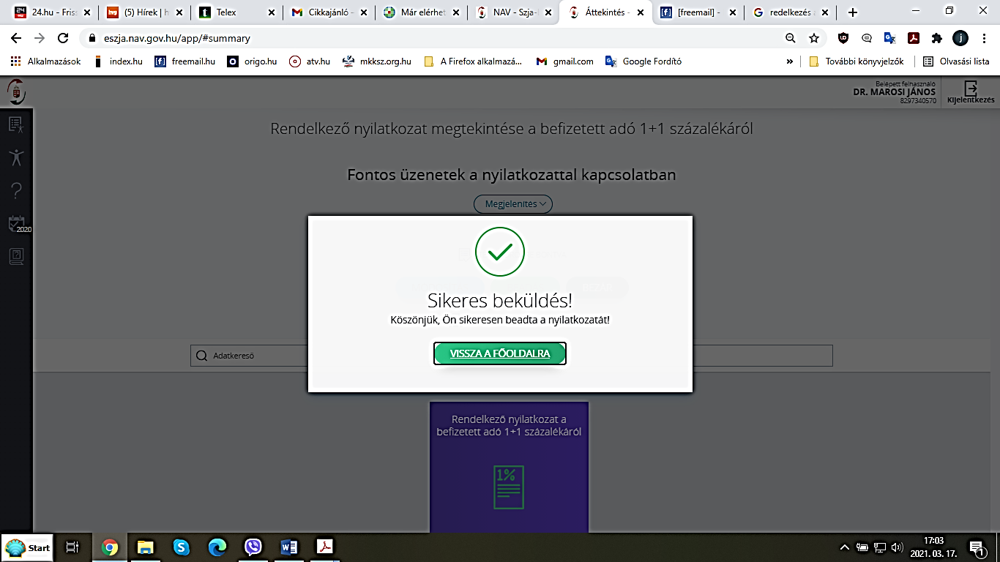 24.hu - Friss
(5) Hírek | h
Telex
Cikkajánló -
Már elérhet
NAV - Szja-
Áttekintés -
[freemail] -
redelkezés
eszja.nav.gov.hu/app/#summary
Alkalmazások
index.hu
freemail.hu
origo.hu
atv.hu
mkksz.org.hu
A Firefox alkalmazá...
gmail.com
Google Fordító
»
További könyvjelzők
Olvasási lista
Belépett felhasználó
DR. MAROSI JÁNOS
8297340570
Kijelentkezés
Rendelkező nyilatkozat megtekintése a befizetett adó 1+1 százalékáról
Fontos üzenetek a nyilatkozattal kapcsolatban
Megjelenítés
2020
Sikeres beküldés!
Köszönjük, Ön sikeresen beadta a nyilatkozatát!
VISSZA A FŐOLDALRA
Adatkereső
Rendelkező nyilatkozat a
befizetett adó 1+1 százalékáról
1%
Start
17:03
2021. 03. 17.
1